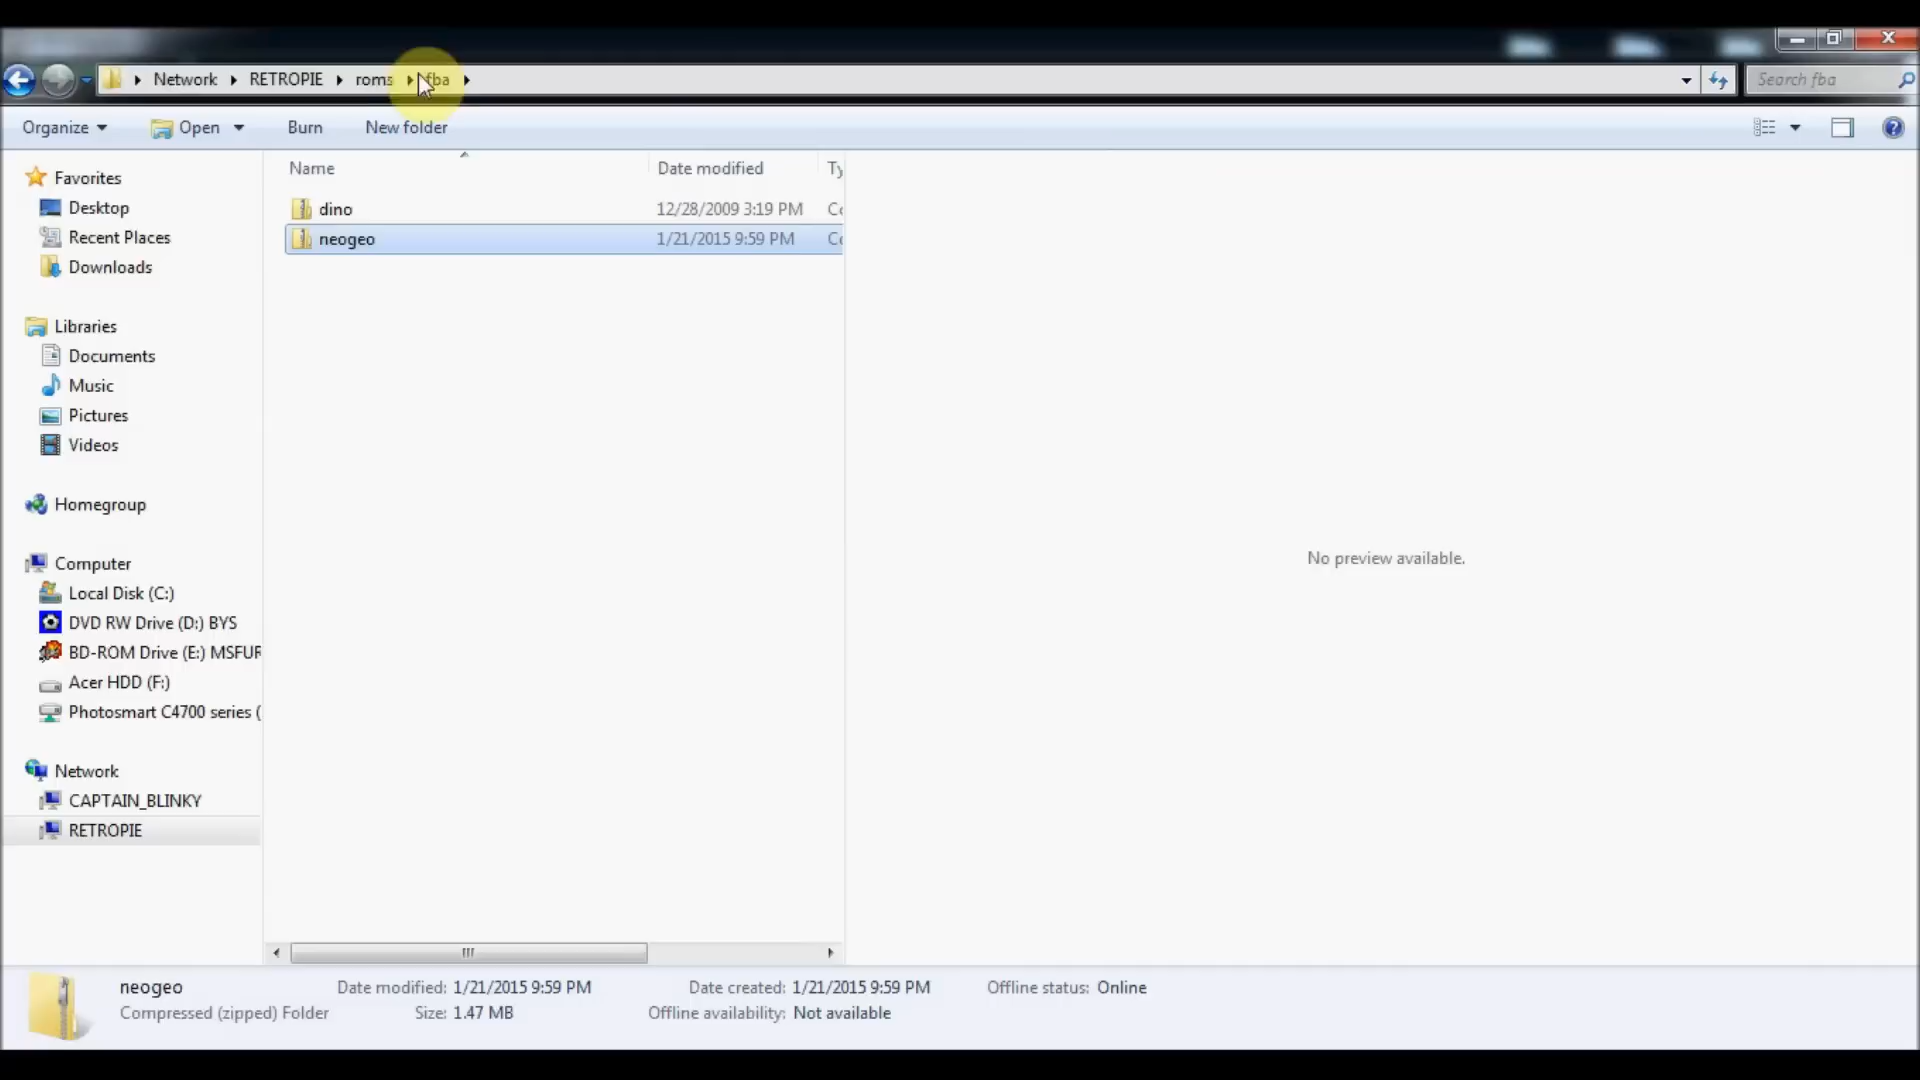 Network RETROPIE roms fba
Search fba
Organize Open Burn New folder
Name Date modified
dino 12/28/2009 3:19 PM
neogeo 1/21/2015 9:59 PM
Favorites
Desktop
Recent Places
Downloads
Libraries
Documents
Music
Pictures
Videos
Homegroup
Computer
Local Disk (C:)
DVD RW Drive (D:) BYS
BD-ROM Drive (E:) MSFUR
Acer HDD (F:)
Photosmart C4700 series (
Network
CAPTAIN_BLINKY
RETROPIE
No preview available.
neogeo Date modified: 1/21/2015 9:59 PM Date created: 1/21/2015 9:59 PM Offline status: Online
Compressed (zipped) Folder Size: 1.47 MB Offline availability: Not available